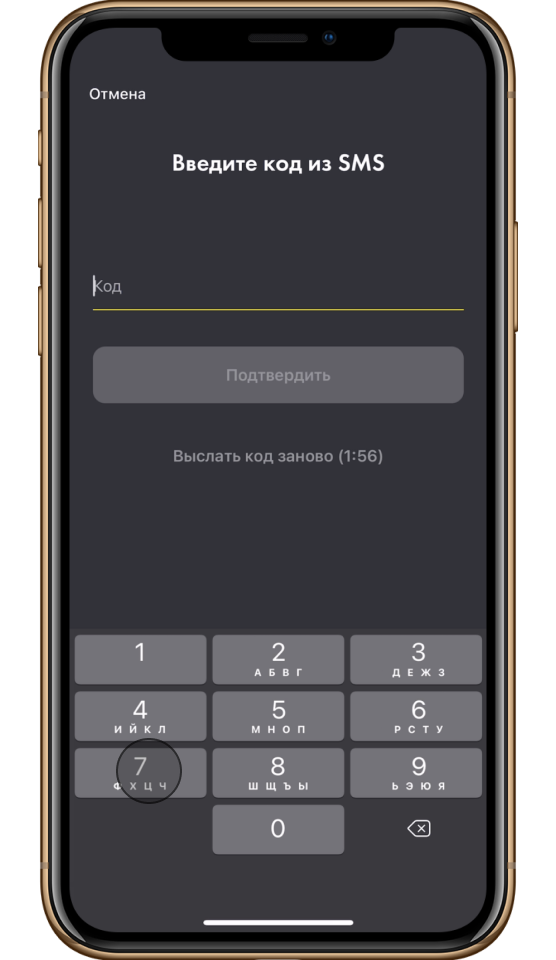 Отмена
Введите код из SMS
Код
Подтвердить
Выслать код заново (1:56)
1 2 3
А Б В Г Д Е Ж З
4 5 6
И Й К Л М Н О П Р С Т У
7 8 9
Ф Х Ц Ч Ш Щ Ъ Ы Ь Э Ю Я
0